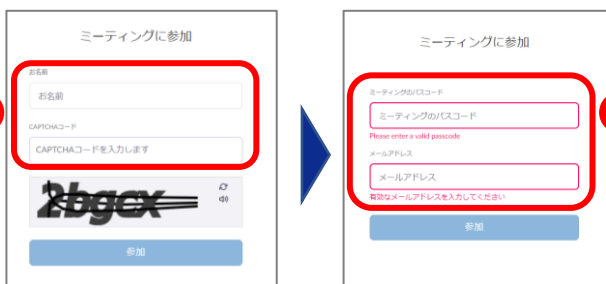 ミーティングに参加
お名前
お名前
CAPTCHAコード
CAPTCHAコードを入力します
2bgcx
参加
ミーティングに参加
ミーティングのパスコード
ミーティングのパスコード
Please enter a valid passcode
メールアドレス
メールアドレス
有効なメールアドレスを入力してください
参加